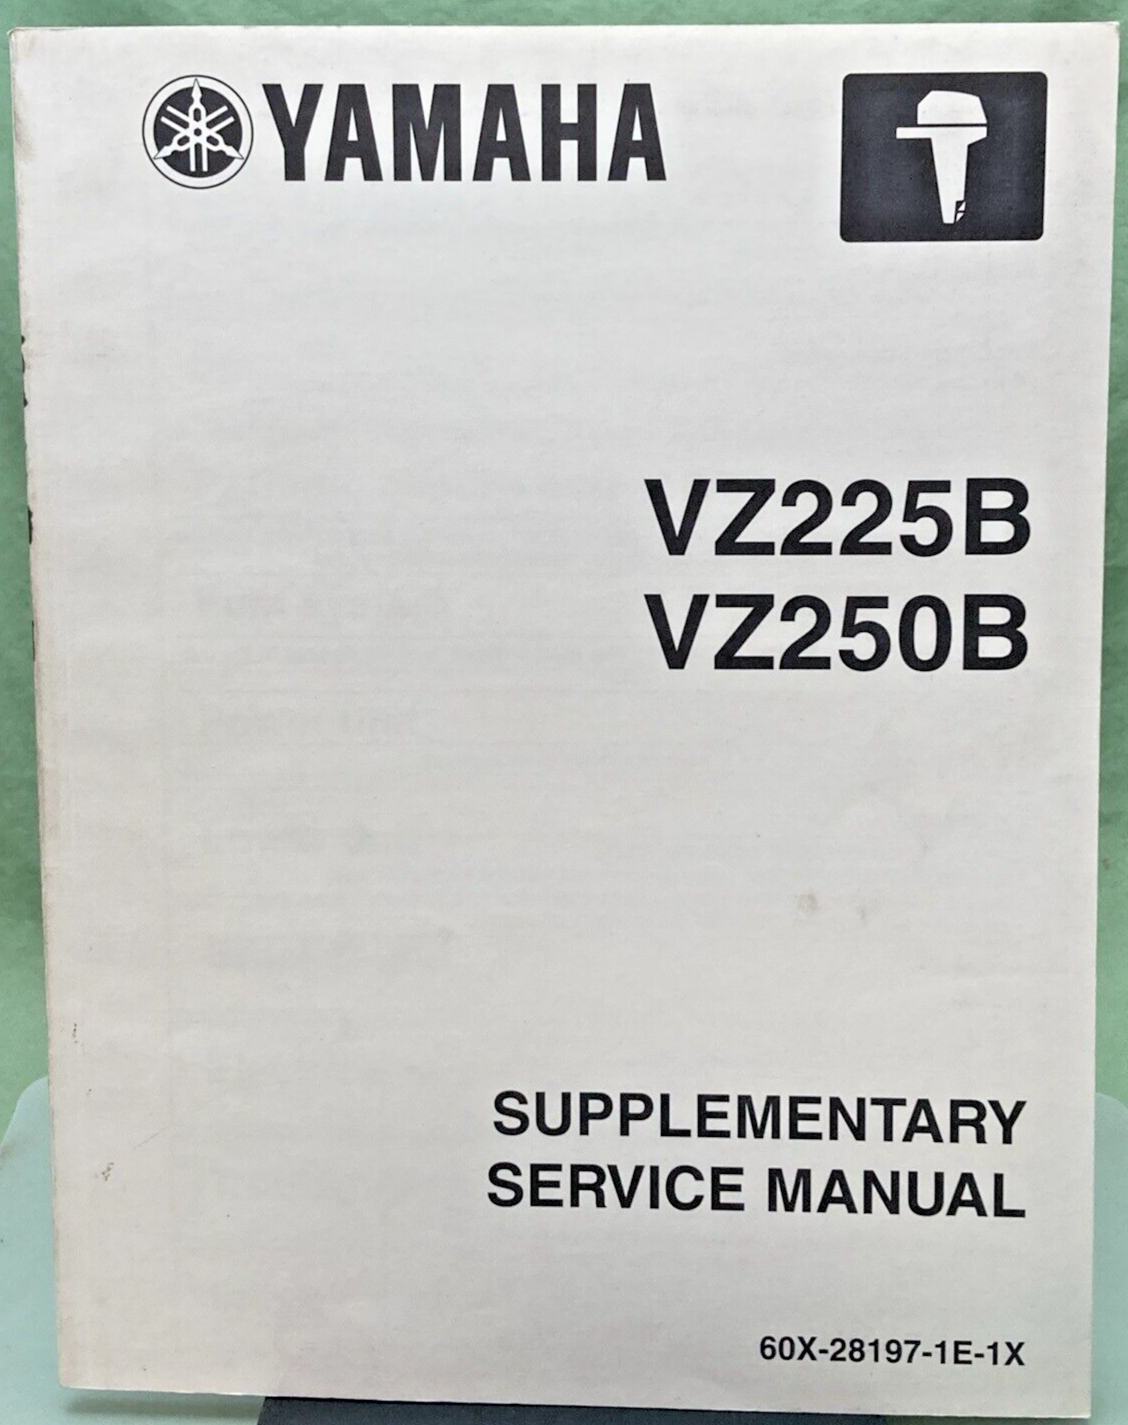 YAMAHA
VZ225B
VZ250B
SUPPLEMENTARY
SERVICE MANUAL
60X-28197-1E-1X